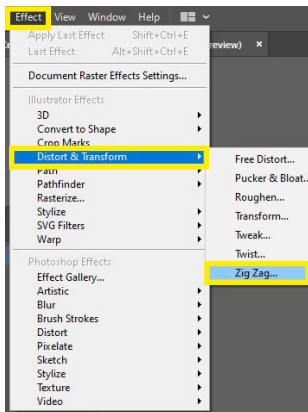 Effect View Window Help
Apply Last Effect Shift+Ctrl+E
Last Effect Alt+Shift+Ctrl+E
review) ×
Document Raster Effects Settings...
Illustrator Effects
3D
Convert to Shape
Crop Marks
Distort & Transform
Path
Pathfinder
Rasterize...
Stylize
SVG Filters
Warp
Free Distort...
Pucker & Bloat...
Roughen...
Transform...
Tweak...
Twist...
Zig Zag...
Photoshop Effects
Effect Gallery...
Artistic
Blur
Brush Strokes
Distort
Pixelate
Sketch
Stylize
Texture
Video